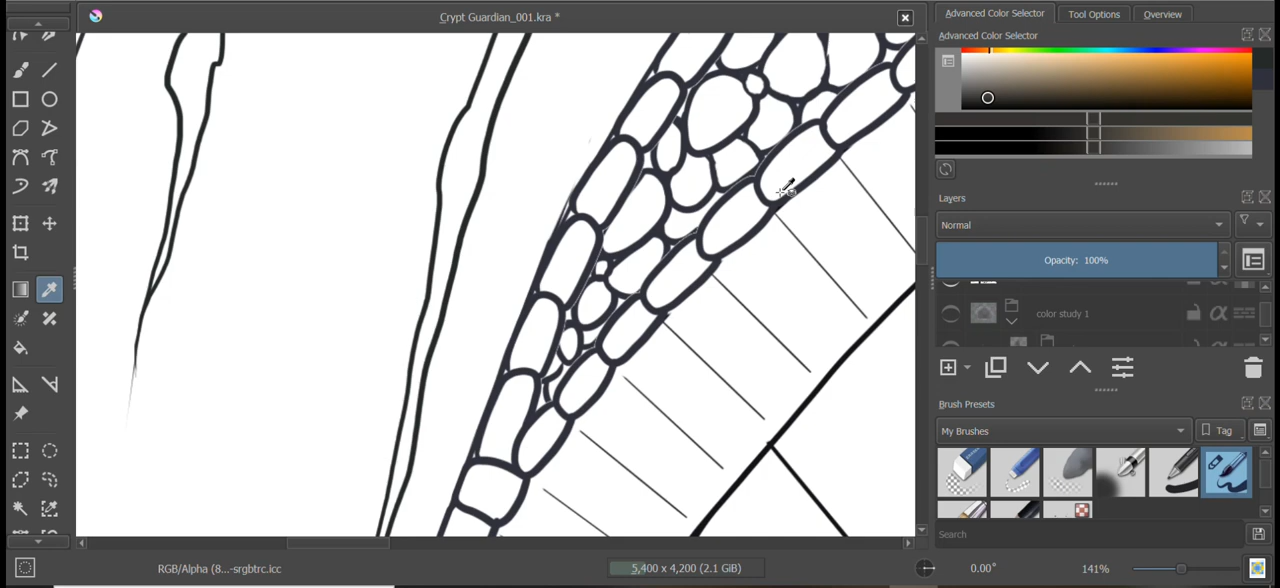 Crypt Guardian_001.kra *
Advanced Color Selector
Tool Options
Overview
Advanced Color Selector
Layers
Normal
Opacity: 100%
color study 1
Brush Presets
My Brushes
Tag
Search
RGB/Alpha (8...-srgbtrc.icc
5,400 x 4,200 (2.1 GiB)
0.00°
141%